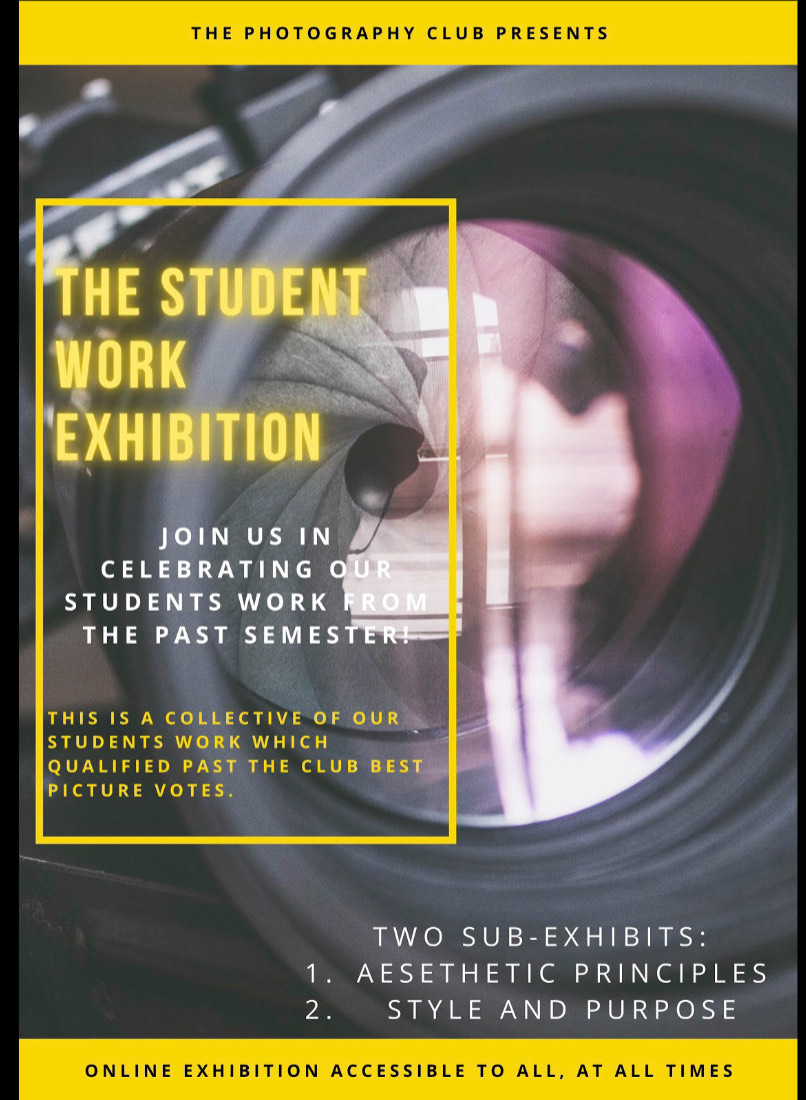 THE PHOTOGRAPHY CLUB PRESENTS
THE STUDENT
WORK
EXHIBITION
JOIN US IN
CELEBRATING OUR
STUDENTS WORK FROM
THE PAST SEMESTER!
THIS IS A COLLECTIVE OF OUR
STUDENTS WORK WHICH
QUALIFIED PAST THE CLUB BEST
PICTURE VOTES.
TWO SUB-EXHIBITS:
1. AESETHETIC PRINCIPLES
2. STYLE AND PURPOSE
ONLINE EXHIBITION ACCESSIBLE TO ALL, AT ALL TIMES